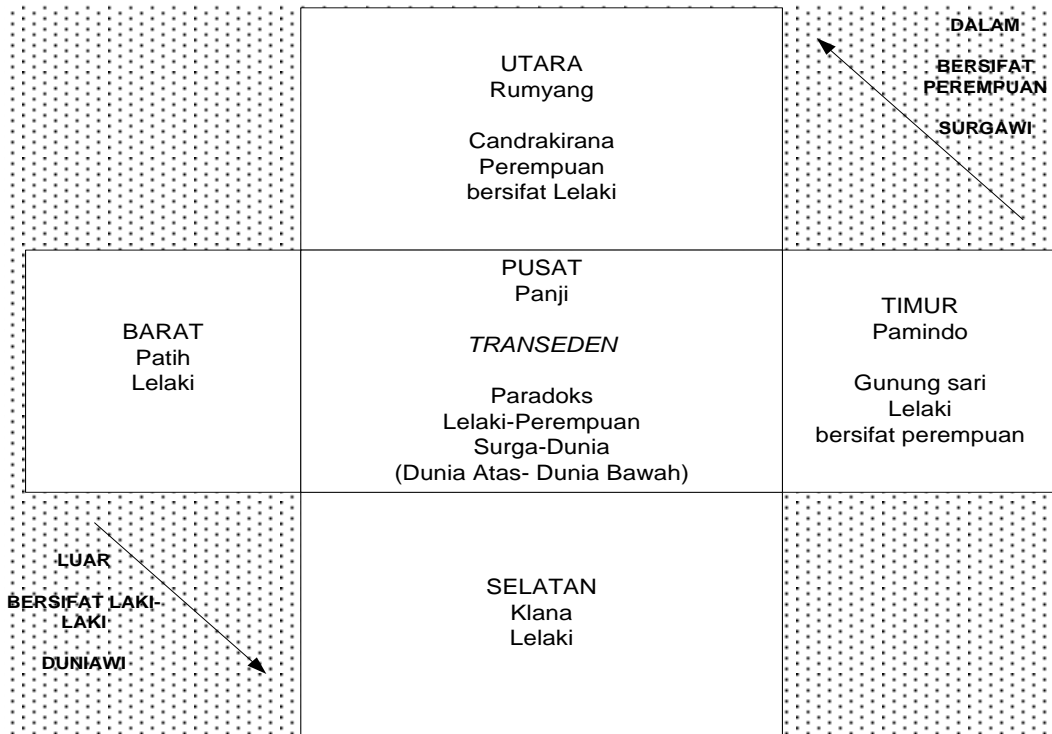 UTARA
Rumyang
Candrakirana
Perempuan
bersifat Lelaki
DALAM
BERSIFAT
PEREMPUAN
SURGAWI
BARAT
Patih
Lelaki
PUSAT
Panji
TRANSEDEN
Paradoks
Lelaki-Perempuan
Surga-Dunia
(Dunia Atas- Dunia Bawah)
TIMUR
Pamindo
Gunung sari
Lelaki
bersifat perempuan
LUAR
BERSIFAT LAKI-
LAKI
DUNIAWI
SELATAN
Klana
Lelaki